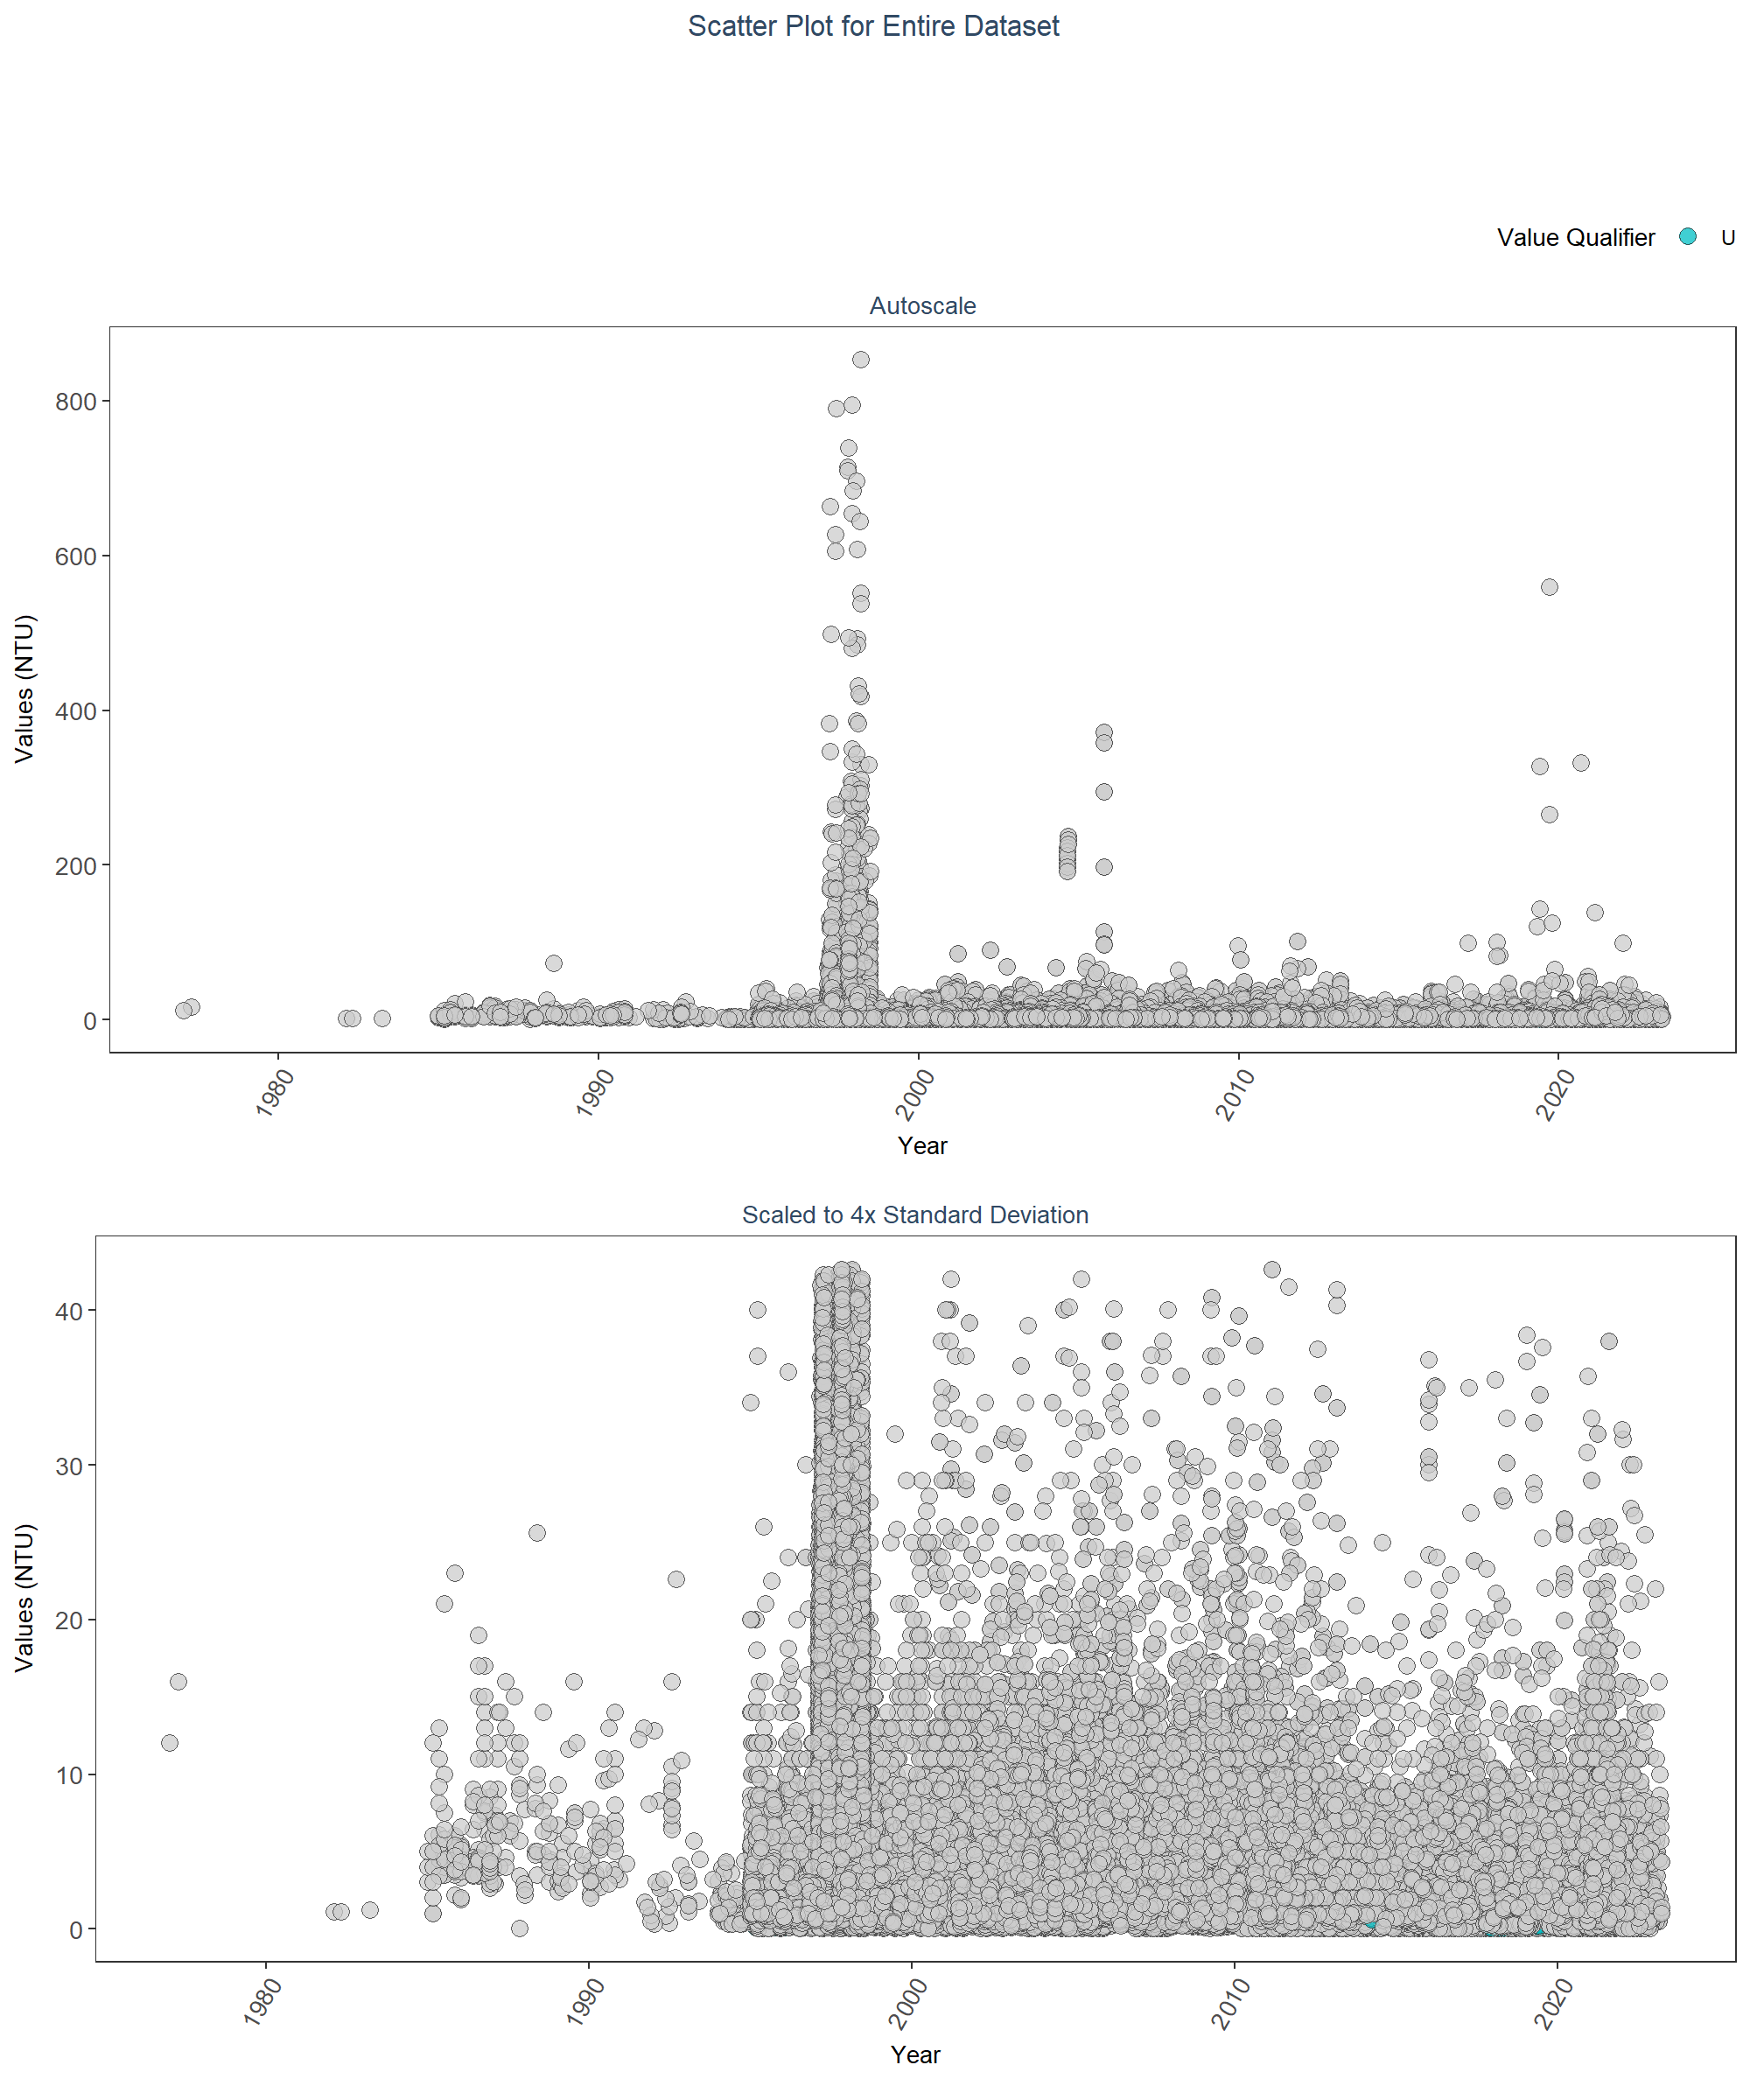 Scatter Plot for Entire Dataset
Value Qualifier U
Autoscale
Values (NTU)
800
600
400
200
0
1980 1990 2000 2010 2020
Year
Scaled to 4x Standard Deviation
Values (NTU)
40
30
20
10
0
1980 1990 2000 2010 2020
Year